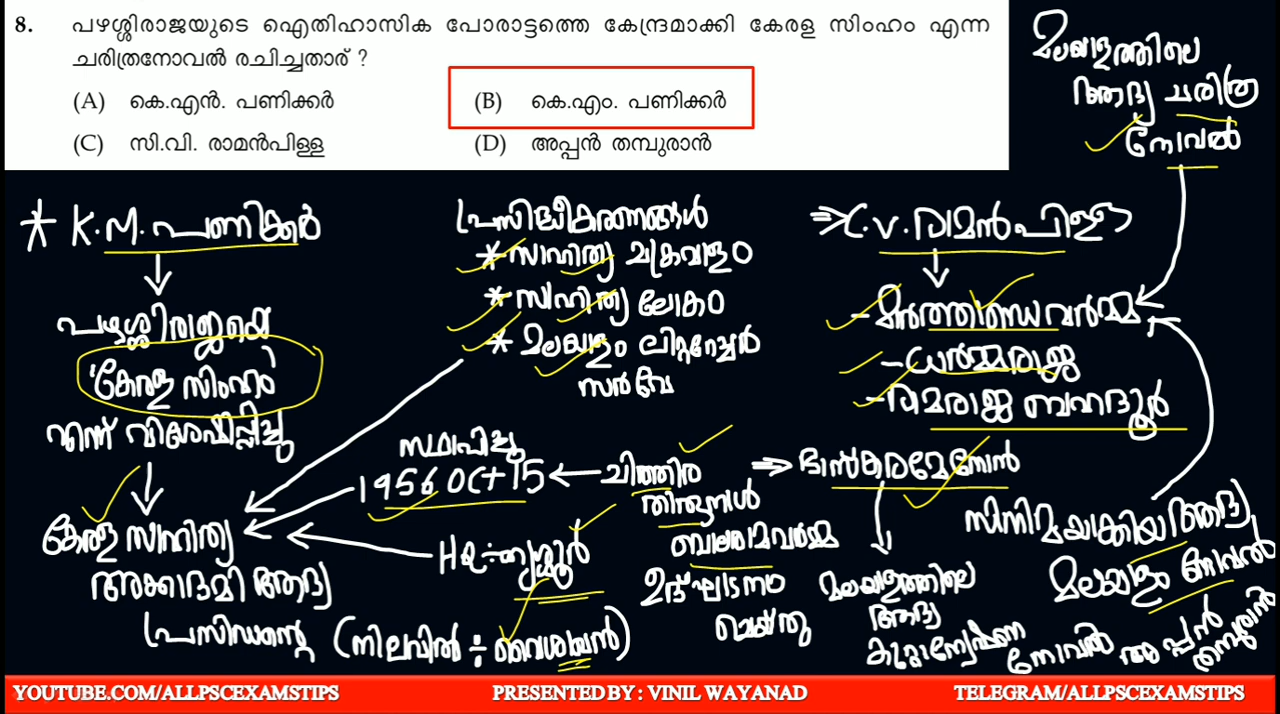 8. പഴശ്ശിരാജയുടെ ഐതിഹാസിക പോരാട്ടത്തെ കേന്ദ്രമാക്കി കേരള സിംഹം എന്ന
ചരിത്രനോവൽ രചിച്ചതാര് ?
(A) കെ.എൻ. പണിക്കർ
(B) കെ.എം. പണിക്കർ
(C) സി.വി. രാമൻപിള്ള
(D) അപ്പൻ തമ്പുരാൻ
മലയാളത്തിലെ
ആദ്യ ചരിത്ര
നോവൽ
* K.M. പണിക്കർ
പഴശ്ശിരാജയെ
'കേരള സിംഹം
എന്ന് വിശേഷിപ്പിച്ചു
കേരള സാഹിത്യ
അക്കാദമി ആദ്യ
പ്രസിഡന്റ്
പ്രസിദ്ധീകരണങ്ങൾ
* സാഹിത്യ ചക്രവാളം
* സാഹിത്യ ലോകം
* മലയാളം ലിറ്റററി
സർവേ
സ്ഥാപിച്ചു
1956 Oct 15
ചിത്തിര
തിരുനാൾ
ബാലരാമവർമ്മ
ഉദ്ഘാടനം
ചെയ്തു
HQ ÷ തൃശ്ശൂർ
(നിലവിൽ ÷ വൈശാഖൻ)
⇒ C.V. രാമൻപിള്ള
- മാർത്താണ്ഡവർമ്മ
- ധർമ്മരാജ
- രാമരാജ ബഹദൂർ
⇒ ഭാസ്കരമേനോൻ
മലയാളത്തിലെ
ആദ്യ
കുറ്റാന്വേഷണ
നോവൽ
അപ്പൻ
തമ്പുരാൻ
സിനിമയാക്കിയ ആദ്യ
മലയാളം നോവൽ
YOUTUBE.COM/ALLPSCEXAMSTIPS
PRESENTED BY : VINIL WAYANAD
TELEGRAM/ALLPSCEXAMSTIPS